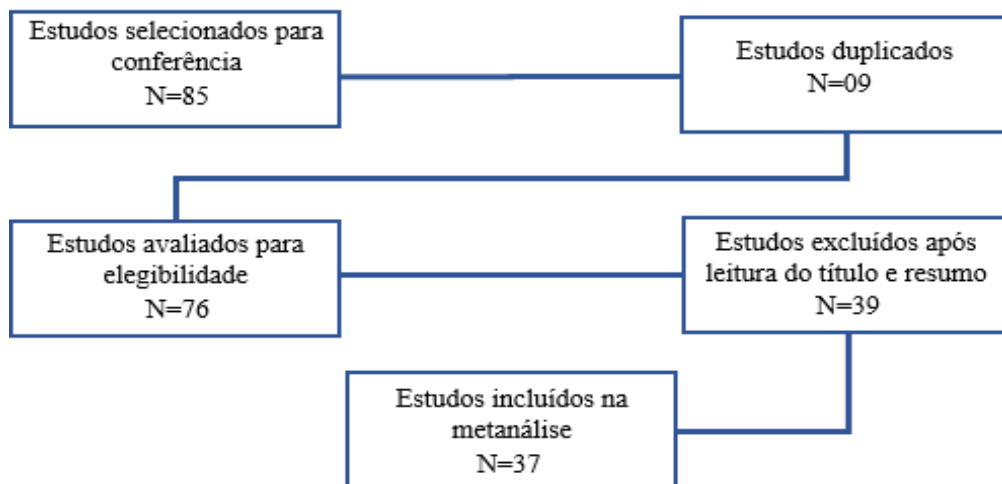 Estudos selecionados para
conferência
N=85
Estudos duplicados
N=09
Estudos avaliados para
elegibilidade
N=76
Estudos excluídos após
leitura do título e resumo
N=39
Estudos incluídos na
metanálise
N=37